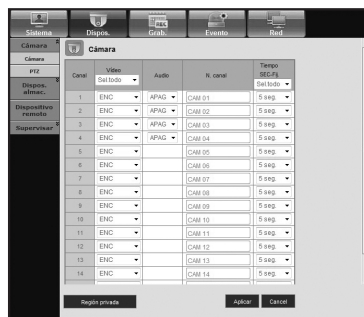 Sistema Dispos. Grab. Evento Red
Cámara
Cámara
PTZ
Dispos. almac.
Dispositivo remoto
Supervisar
Cámara
Canal Vídeo Audio N. canal Tiempo SEC-Fij.
Sel.todo Sel.todo
1 ENC APAG CAM 01 5 seg.
2 ENC APAG CAM 02 5 seg.
3 ENC APAG CAM 03 5 seg.
4 ENC APAG CAM 04 5 seg.
5 ENC CAM 05 5 seg.
6 ENC CAM 06 5 seg.
7 ENC CAM 07 5 seg.
8 ENC CAM 08 5 seg.
9 ENC CAM 09 5 seg.
10 ENC CAM 10 5 seg.
11 ENC CAM 11 5 seg.
12 ENC CAM 12 5 seg.
13 ENC CAM 13 5 seg.
14 ENC CAM 14 5 seg.
Región privada Aplicar Cancel